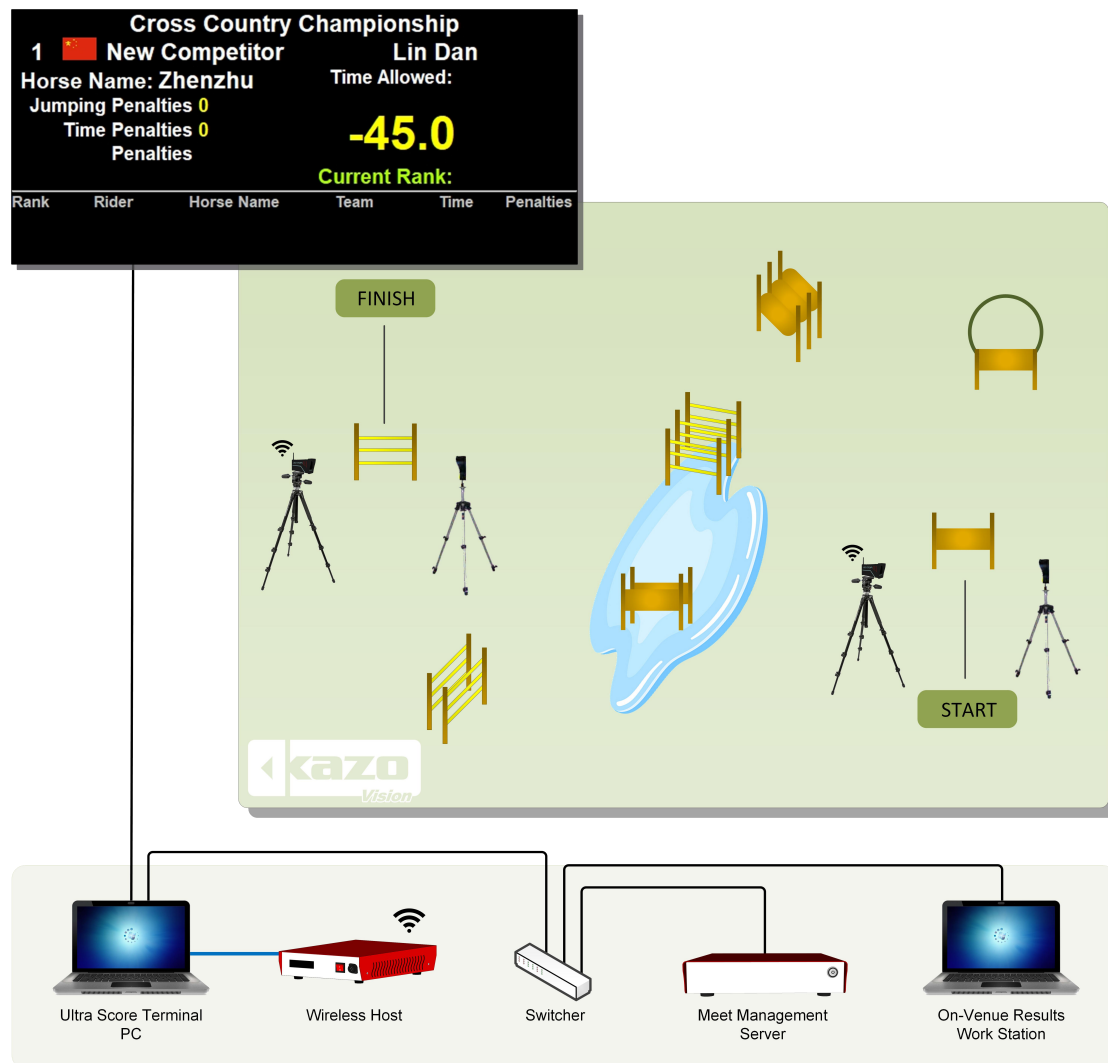 Cross Country Championship
1 New Competitor Lin Dan
Horse Name: Zhenzhu Time Allowed:
Jumping Penalties 0
Time Penalties 0
-45.0
Penalties
Current Rank:
Rank Rider Horse Name Team Time Penalties
FINISH
START
kazo
Vision
Ultra Score Terminal
PC
Wireless Host
Switcher
Meet Management
Server
On-Venue Results
Work Station